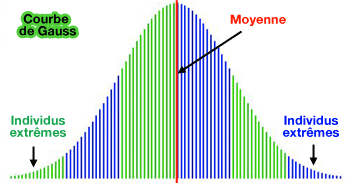 Courbe
de Gauss
Moyenne
Individus
extrêmes
Individus
extrêmes